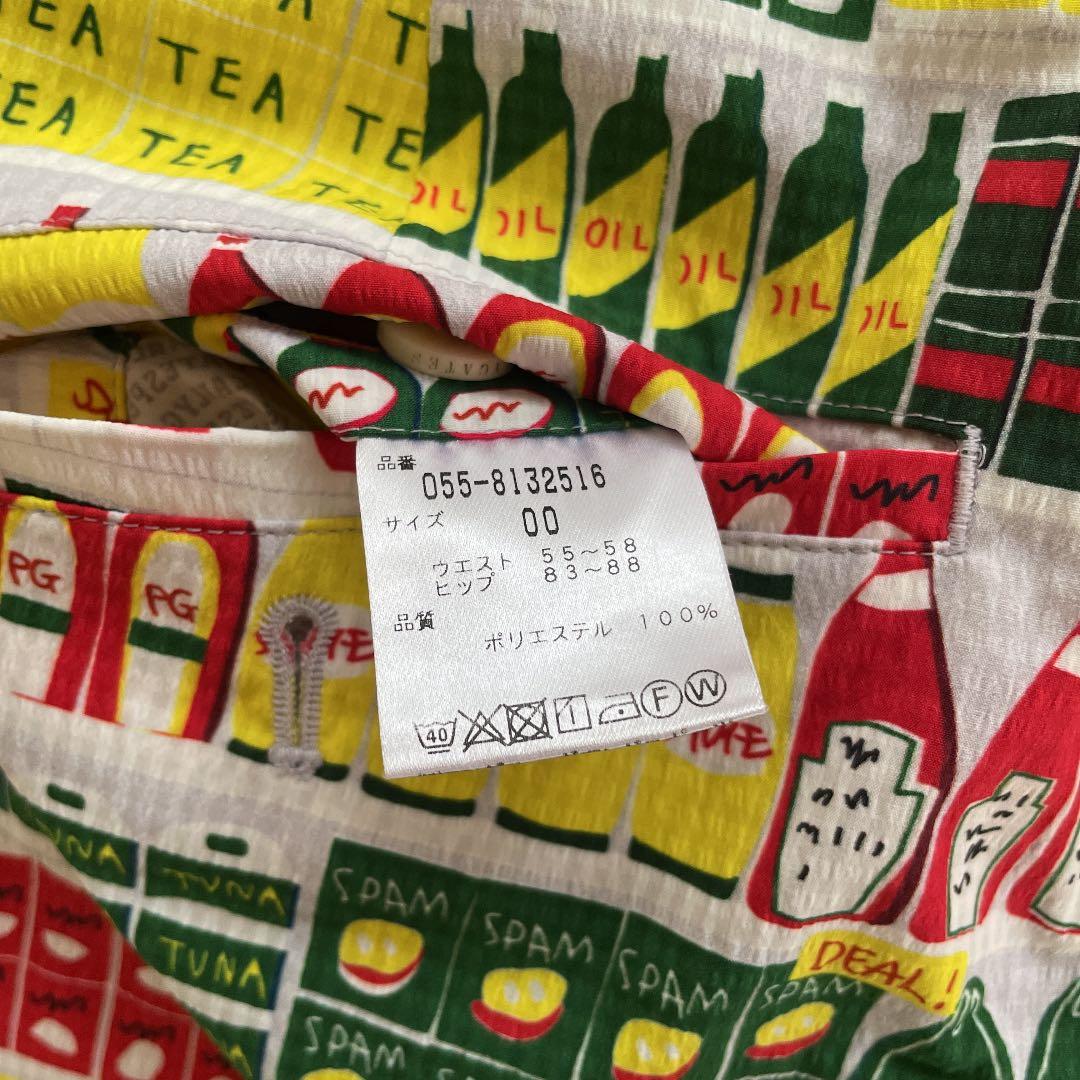 TEA TEA
TEA TEA TE
TEA TEA
OIL OIL OIL OIL OIL OIL
品番
055-8132516
サイズ 00
ウエスト 55~58
ヒップ 83~88
品質
ポリエステル 100%
40 1 F W
PG PG
TUNA
TUNA
SPAM SPAM SPAM SPAM
DEAL!
SPAM